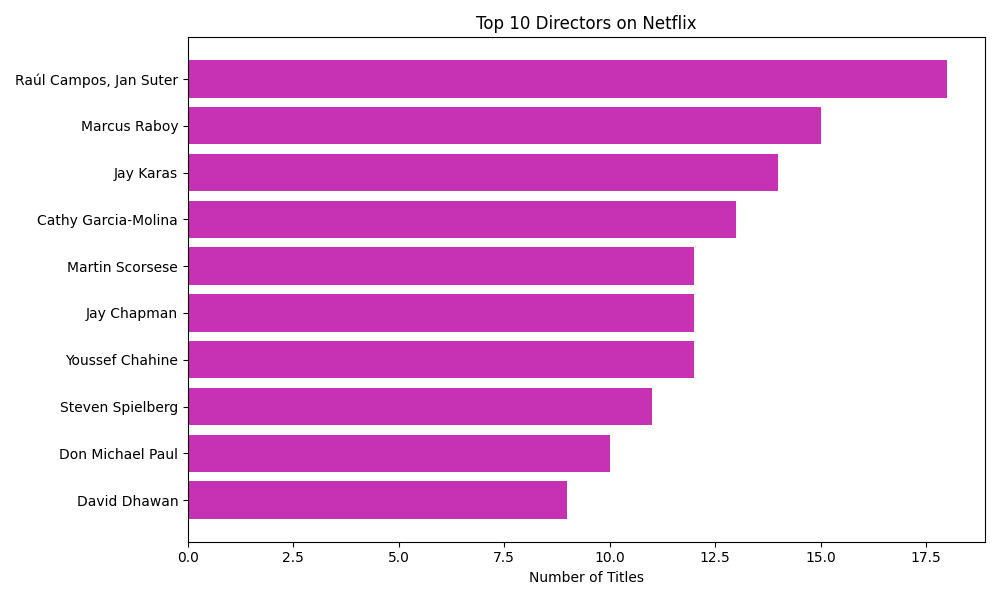 Top 10 Directors on Netflix
Raúl Campos, Jan Suter
Marcus Raboy
Jay Karas
Cathy Garcia-Molina
Martin Scorsese
Jay Chapman
Youssef Chahine
Steven Spielberg
Don Michael Paul
David Dhawan
0.0 2.5 5.0 7.5 10.0 12.5 15.0 17.5
Number of Titles